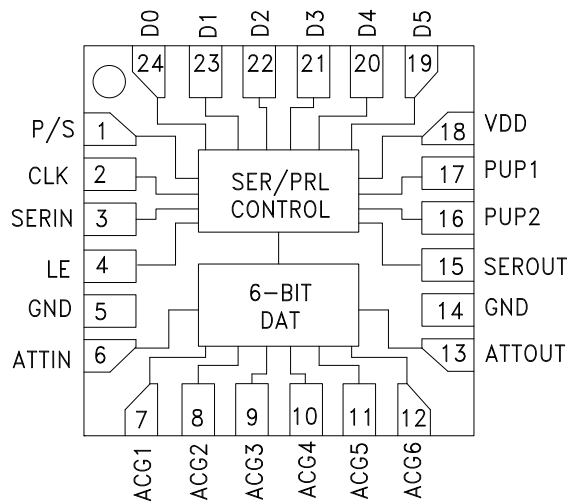 D0 D1 D2 D3 D4 D5
24 23 22 21 20 19
P/S 1 18 VDD
CLK 2 17 PUP1
SERIN 3 16 PUP2
LE 4 15 SEROUT
GND 5 14 GND
ATTIN 6 13 ATTOUT
SER/PRL
CONTROL
6-BIT
DAT
7 8 9 10 11 12
ACG1 ACG2 ACG3 ACG4 ACG5 ACG6